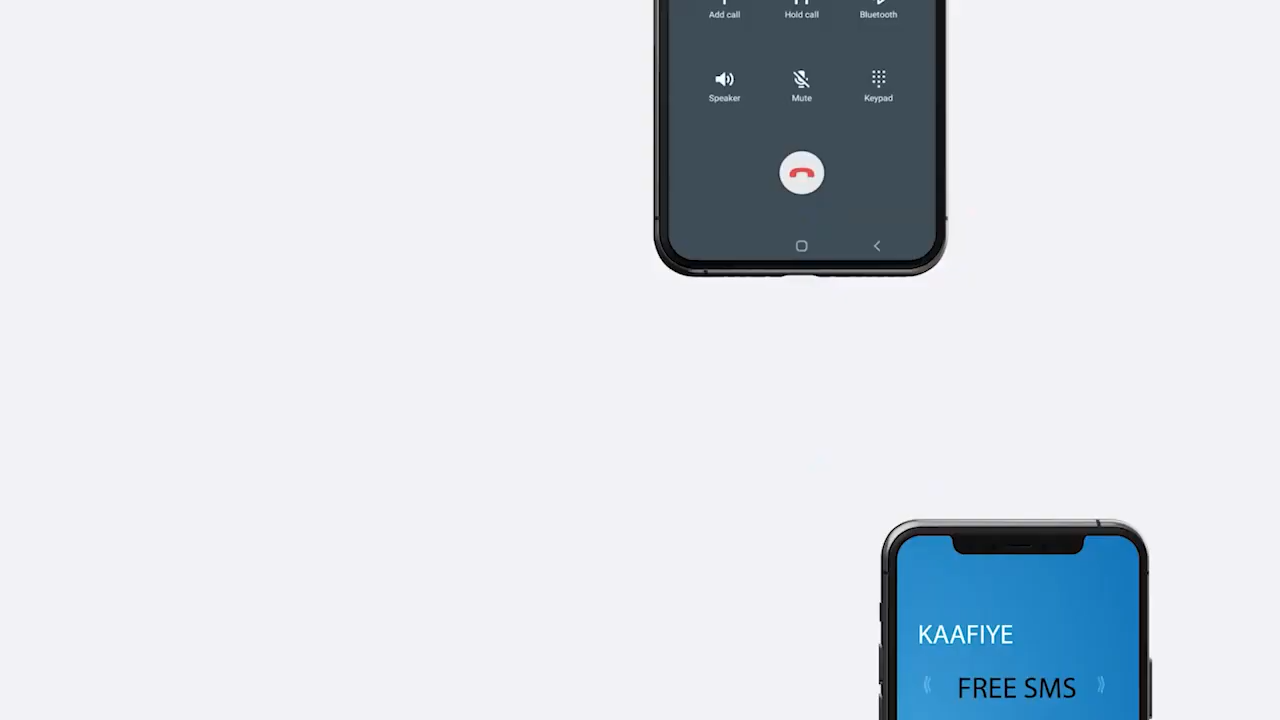 Add call Hold call Bluetooth
Speaker Mute Keypad
KAAFIYE
FREE SMS